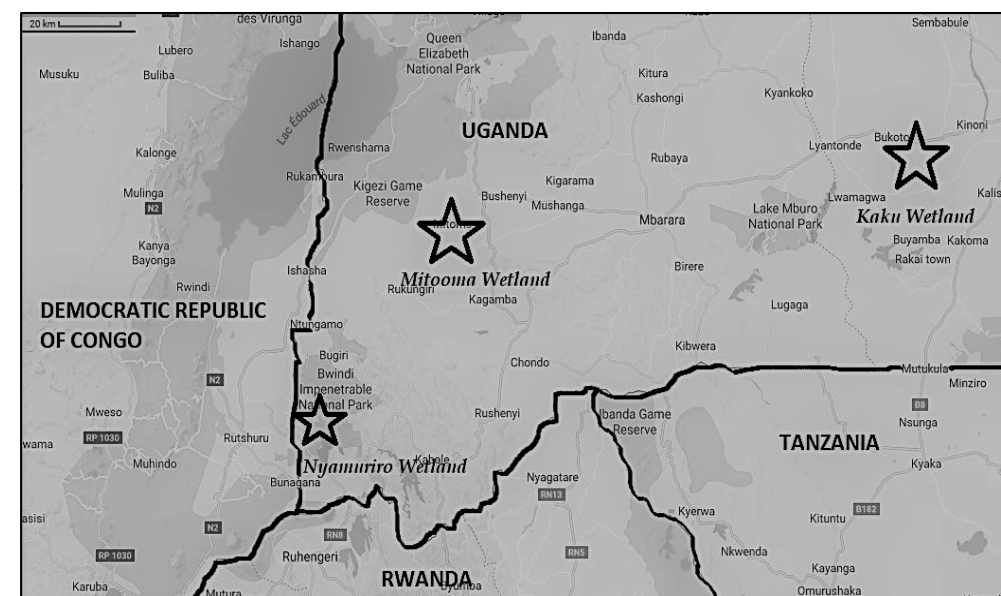 20 km
des Virunga
Ishango
Lubero
Musuku
Buliba
Queen
Elizabeth
National Park
Ibanda
Sembabule
Kitura
Kashongi
Kyankoko
Lac Édouard
UGANDA
Kinoni
Bukoto
Lyantonde
Kalonge
Rwenshama
Rubaya
Rukambura
Kigezi Game
Reserve
Kigarama
Bushenyi
Mushanga
Mulinga
N2
Lwamagwa
Kalis
Mbarara
Lake Mburo
National Park
Kaku Wetland
Kanya
Bayonga
Buyamba
Kakoma
Rakai town
Ishasha
Mitooma Wetland
Birere
Rwindi
Rukungiri
Kagamba
Lugaga
DEMOCRATIC REPUBLIC
OF CONGO
Ntungamo
Kibwera
Bugiri
Chondo
Bwindi
Impenetrable
National Park
Mutukula
Minziro
N2
Mweso
Rushenyi
Ibanda Game
Reserve
B8
Nsunga
wama
RP 1030
Rutshuru
TANZANIA
Muhindo
Nyamuriro Wetland
Kabale
Kyaka
Bunagana
Nyagatare
RN13
asisi
N2
RN8
Kyerwa
Kituntu
B182
RP 1030
Ruhengeri
RN5
Nkwenda
Kayanga
Karuba
Mutura
RWANDA
Byumba
Omurushaka